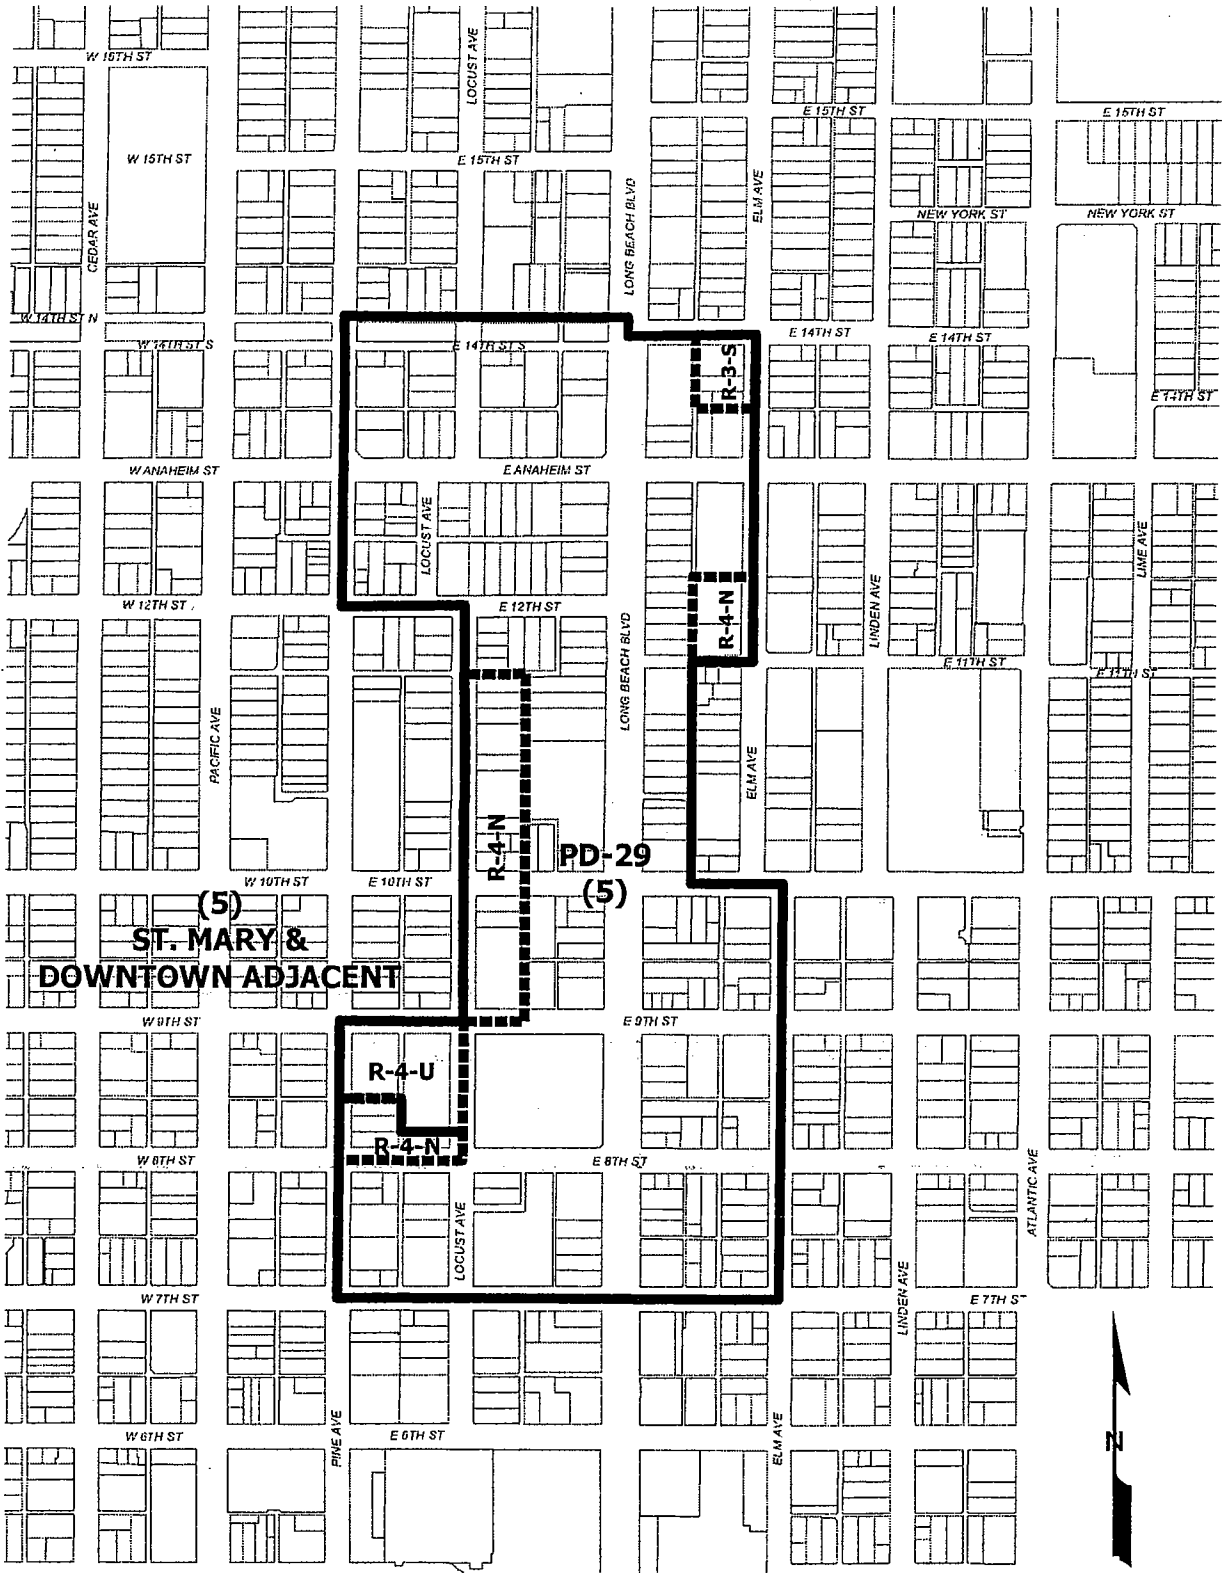 W 16TH ST
LOCUST AVE
E 15TH ST
E 15TH ST
W 15TH ST
E 15TH ST
CEDAR AVE
LONG BEACH BLVD
ELM AVE
NEW YORK ST
NEW YORK ST
W 14TH ST N
W 14TH ST S
E 14TH ST S
E 14TH ST
E 14TH ST
R-3-S
E 14TH ST
W ANAHEIM ST
E ANAHEIM ST
LOCUST AVE
LIME AVE
W 12TH ST
E 12TH ST
R-4-N
LINDEN AVE
LONG BEACH BLVD
E 11TH ST
E 11TH ST
PACIFIC AVE
ELM AVE
R-4-N
PD-29
(5)
W 10TH ST
E 10TH ST
(5)
ST. MARY &
DOWNTOWN ADJACENT
W 9TH ST
E 9TH ST
R-4-U
R-4-N
W 8TH ST
E 8TH ST
ATLANTIC AVE
LOCUST AVE
LINDEN AVE
W 7TH ST
E 7TH ST
PINE AVE
ELM AVE
W 6TH ST
E 6TH ST
N